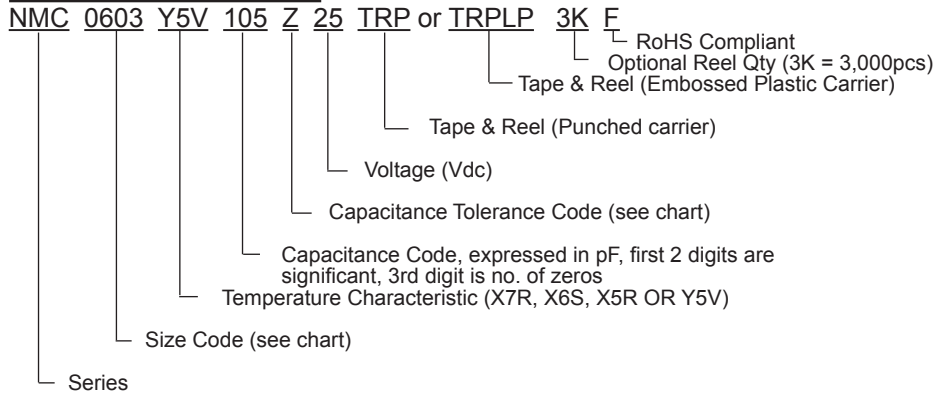 NMC 0603 Y5V 105 Z 25 TRP or TRPLP 3K F
RoHS Compliant
Optional Reel Qty (3K = 3,000pcs)
Tape & Reel (Embossed Plastic Carrier)
Tape & Reel (Punched carrier)
Voltage (Vdc)
Capacitance Tolerance Code (see chart)
Capacitance Code, expressed in pF, first 2 digits are
significant, 3rd digit is no. of zeros
Temperature Characteristic (X7R, X6S, X5R OR Y5V)
Size Code (see chart)
Series